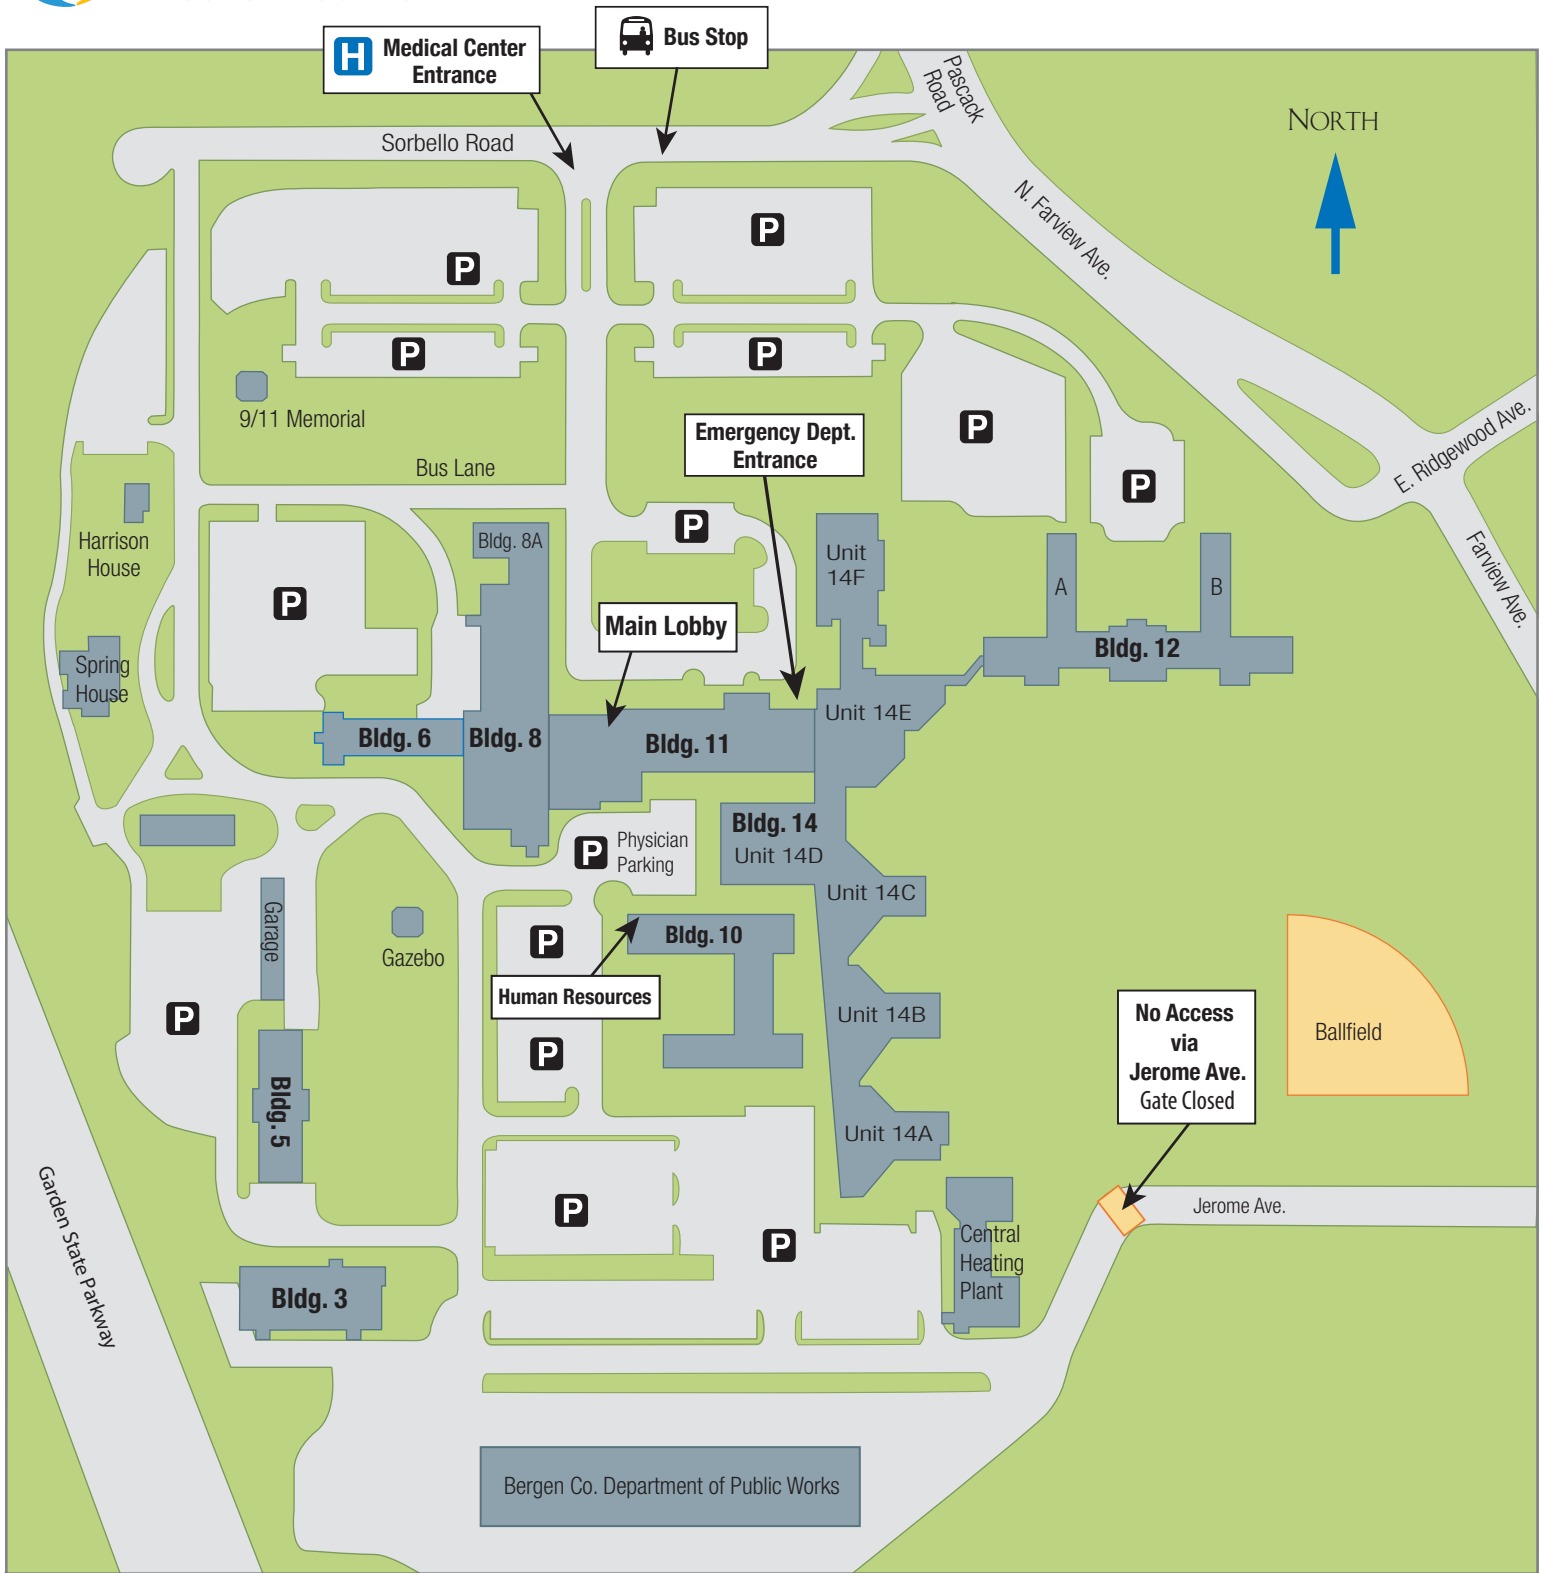 H Medical Center
Entrance
Bus Stop
Pascack
Road
NORTH
Sorbello Road
N. Farview Ave.
P
P
P
P
9/11 Memorial
Emergency Dept.
Entrance
P
E. Ridgewood Ave.
Bus Lane
P
P
Bldg. 8A
Harrison
House
Unit
14F
Farview Ave.
A
B
P
Main Lobby
Bldg. 12
Spring
House
Unit 14E
Bldg. 6
Bldg. 8
Bldg. 11
Bldg. 14
Unit 14D
P
Physician
Parking
Unit 14C
Garage
Gazebo
P
Bldg. 10
Human Resources
P
Unit 14B
No Access
via
Jerome Ave.
Gate Closed
Ballfield
P
Bldg. 5
Unit 14A
Garden State Parkway
P
P
Jerome Ave.
Central
Heating
Plant
Bldg. 3
Bergen Co. Department of Public Works